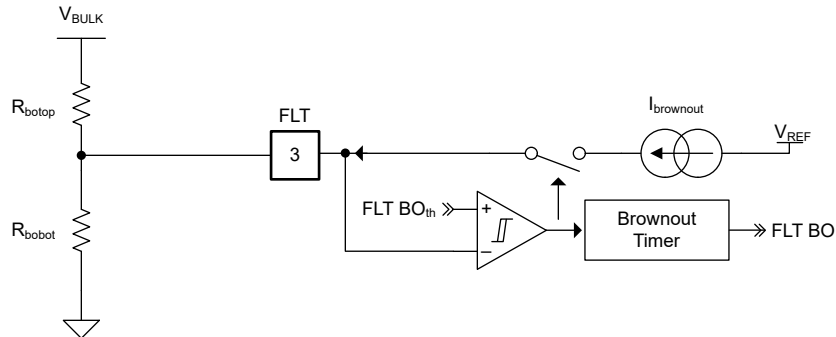 VBULK
Rbotop
FLT
3
Ibrownout
VREF
FLT BOth
+
−
Rbobot
Brownout
Timer
FLT BO